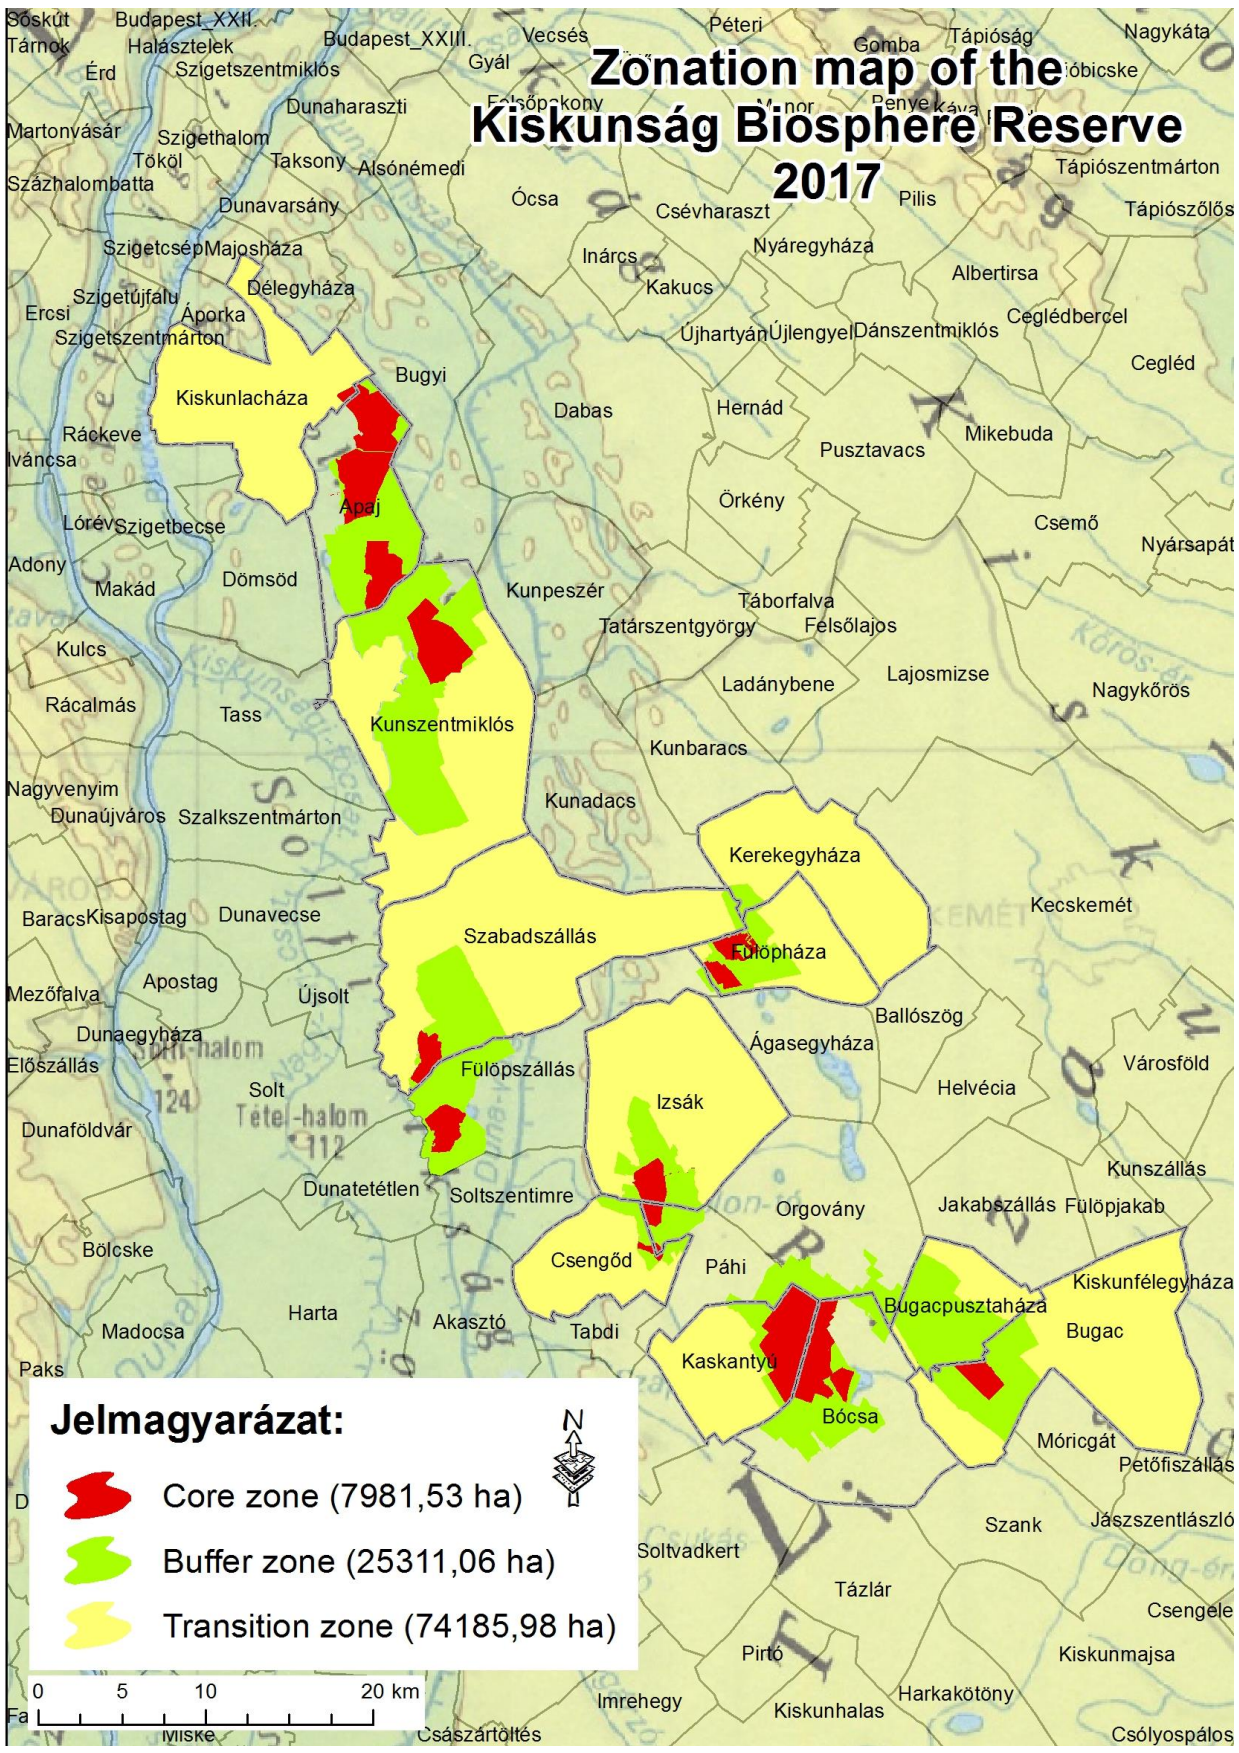 Sóskút
Budapest_XXII.
Tárnok
Halásztelek
Budapest_XXIII.
Vecsés
Péteri
Gomba
Tápióság
Nagykáta
Érd
Szigetszentmiklós
Gyál
Zonation map of the
Kiskunság Biosphere Reserve
2017
Dunaharaszti
Felsőpakony
Martonvásár
Szigethalom
Tököl
Taksony
Alsónémedi
Százhalombatta
Dunavarsány
Ócsa
Csévharaszt
Pilis
Tápiószentmárton
Tápiószőlős
Szigetcsép
Majosháza
Inárcs
Nyáregyháza
Délegyháza
Kakucs
Albertirsa
Szigetújfalu
Áporka
Ercsi
Szigetszentmárton
Újhartyán
Újlengyel
Dánszentmiklós
Ceglédbercel
Cegléd
Bugyi
Kiskunlacháza
Dabas
Hernád
Ráckeve
Pusztavacs
Mikebuda
Iváncsa
Örkény
Apaj
Lórév
Szigetbecse
Csemő
Nyársapát
Adony
Makád
Dömsöd
Kunpeszér
Táborfalva
Tatárszentgyörgy
Felsőlajos
Kőrös-ér
Kulcs
Ladánybene
Lajosmizse
Nagykőrös
Rácalmás
Tass
Kunszentmiklós
Kunbaracs
Nagyvenyim
Dunaújváros
Szalkszentmárton
Kunadacs
Kerekegyháza
Baracs
Kisapostag
Dunavecse
Szabadszállás
Kecskemét
Fülöpháza
Apostag
Mezőfalva
Újsolt
Ballószög
Dunaegyháza
Ágasegyháza
Előszállás
Solt
Fülöpszállás
Városföld
124
Tétel-halom
112
Helvécia
Izsák
Dunaföldvár
Kunszállás
Dunatetétlen
Soltszentimre
Orgovány
Jakabszállás
Fülöpjakab
Bölcske
Csengőd
Páhi
Kiskunfélegyháza
Harta
Akasztó
Bugacpusztaháza
Madocsa
Tabdi
Bugac
Duna
Paks
Kaskantyú
Bócsa
Móricgát
Petőfiszállás
Jelmagyarázat:
N
Core zone (7981,53 ha)
Buffer zone (25311,06 ha)
Transition zone (74185,98 ha)
Szank
Jászszentlászló
Csukás
Soltvadkert
Dong-ér
Tázlár
Csengele
Pirtó
Kiskunmajsa
0 5 10 20 km
Imrehegy
Kiskunhalas
Harkakötöny
Miske
Császártöltés
Csólyospálos